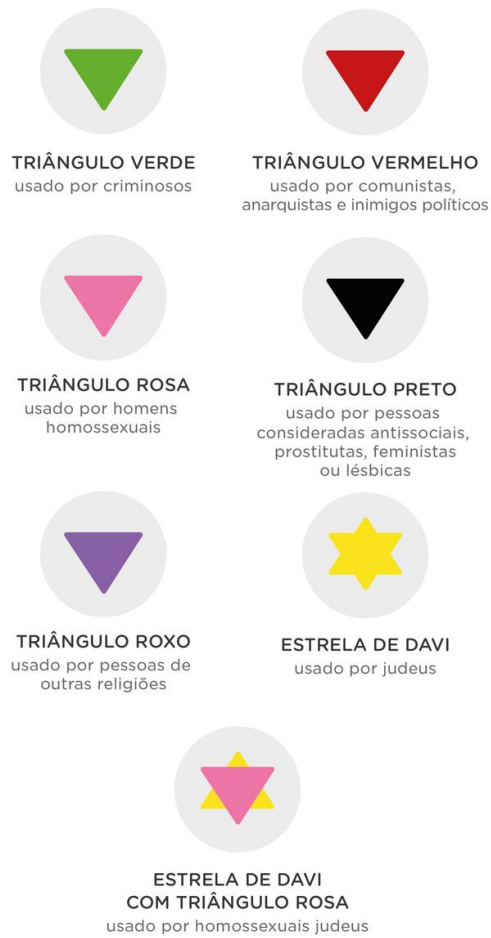 TRIÂNGULO VERDE
usado por criminosos
TRIÂNGULO VERMELHO
usado por comunistas,
anarquistas e inimigos políticos
TRIÂNGULO ROSA
usado por homens
homossexuais
TRIÂNGULO PRETO
usado por pessoas
consideradas antissociais,
prostitutas, feministas
ou lésbicas
TRIÂNGULO ROXO
usado por pessoas de
outras religiões
ESTRELA DE DAVI
usado por judeus
ESTRELA DE DAVI
COM TRIÂNGULO ROSA
usado por homossexuais judeus